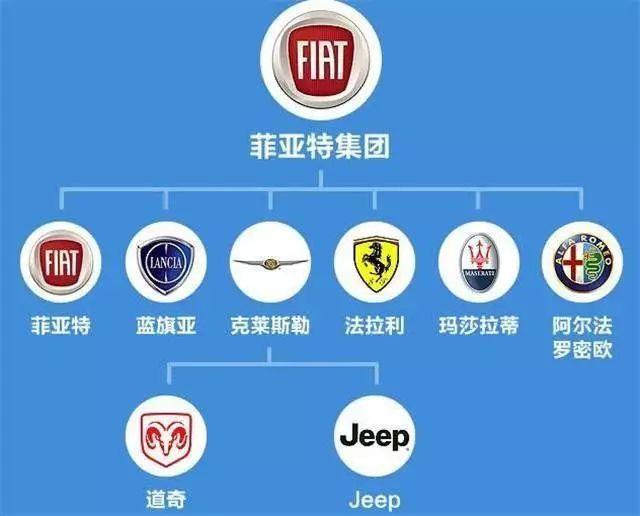 FIAT
菲亚特集团
FIAT
LANCIA
MASERATI
ALFA ROMEO
菲亚特
蓝旗亚
克莱斯勒
法拉利
玛莎拉蒂
阿尔法
罗密欧
Jeep
道奇
Jeep